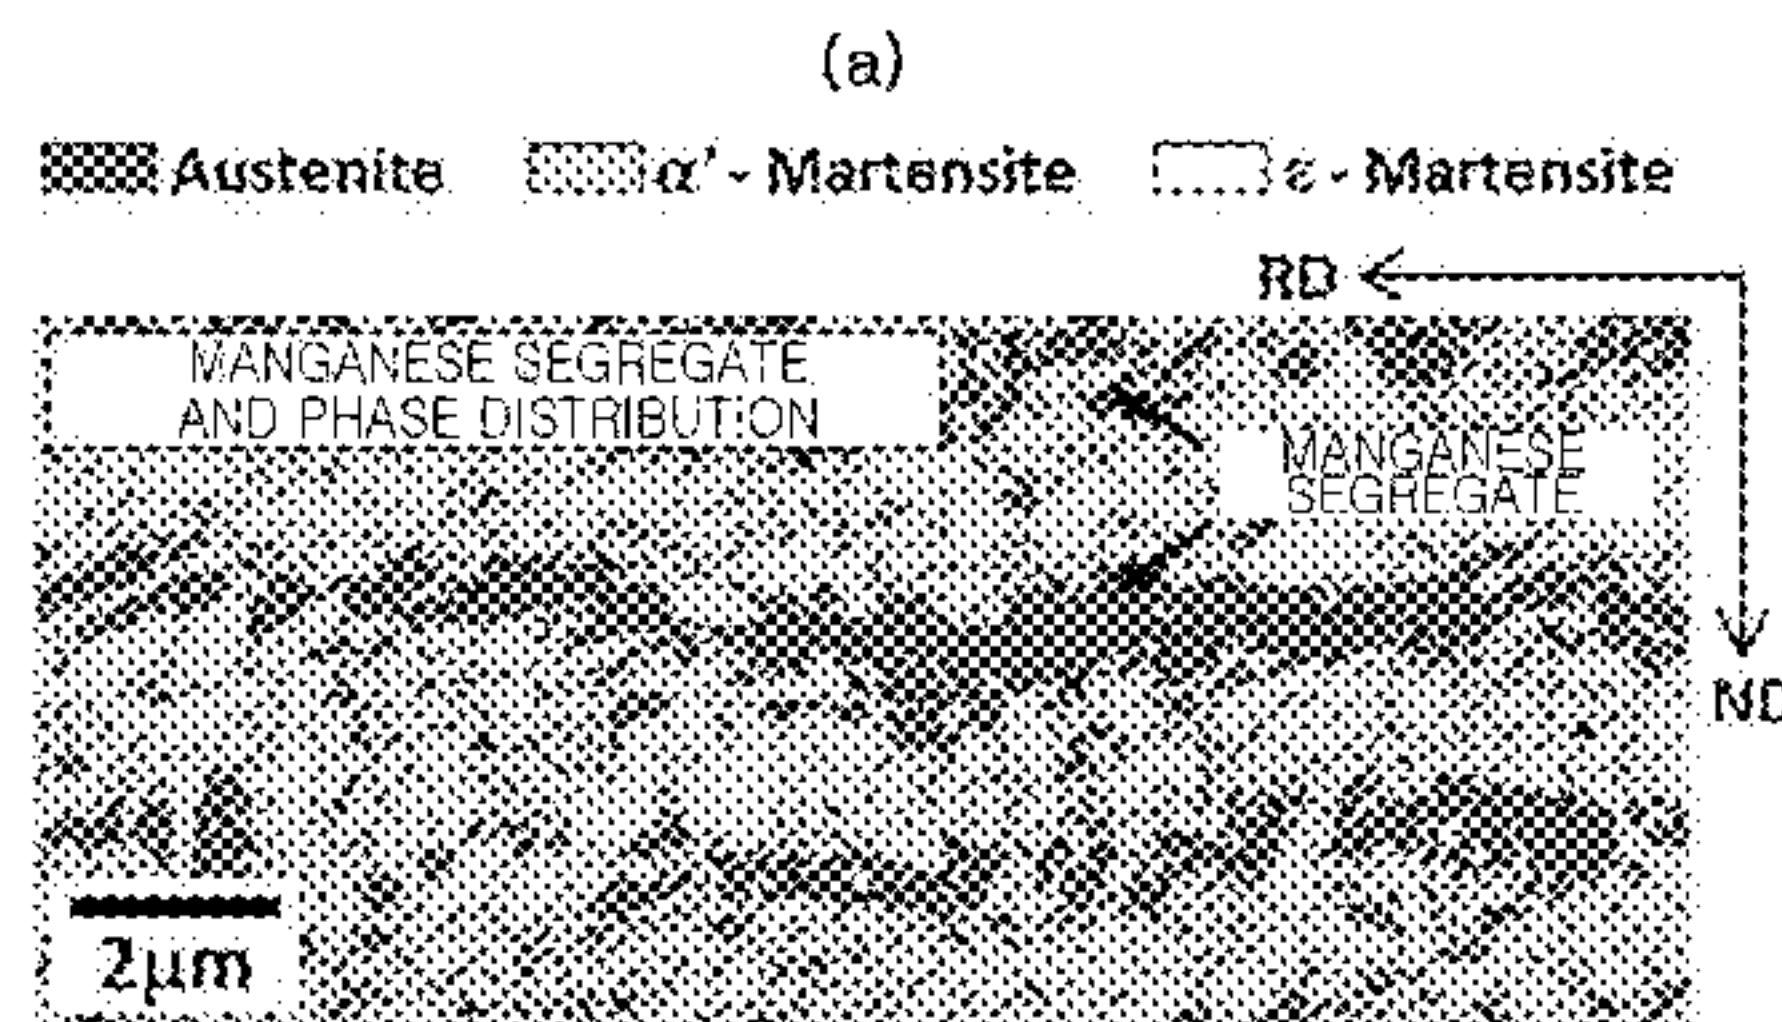 (a)
Austenite α' - Martensite ε - Martensite
RD
MANGANESE SEGREGATE
AND PHASE DISTRIBUTION
MANGANESE
SEGREGATE
ND
2μm